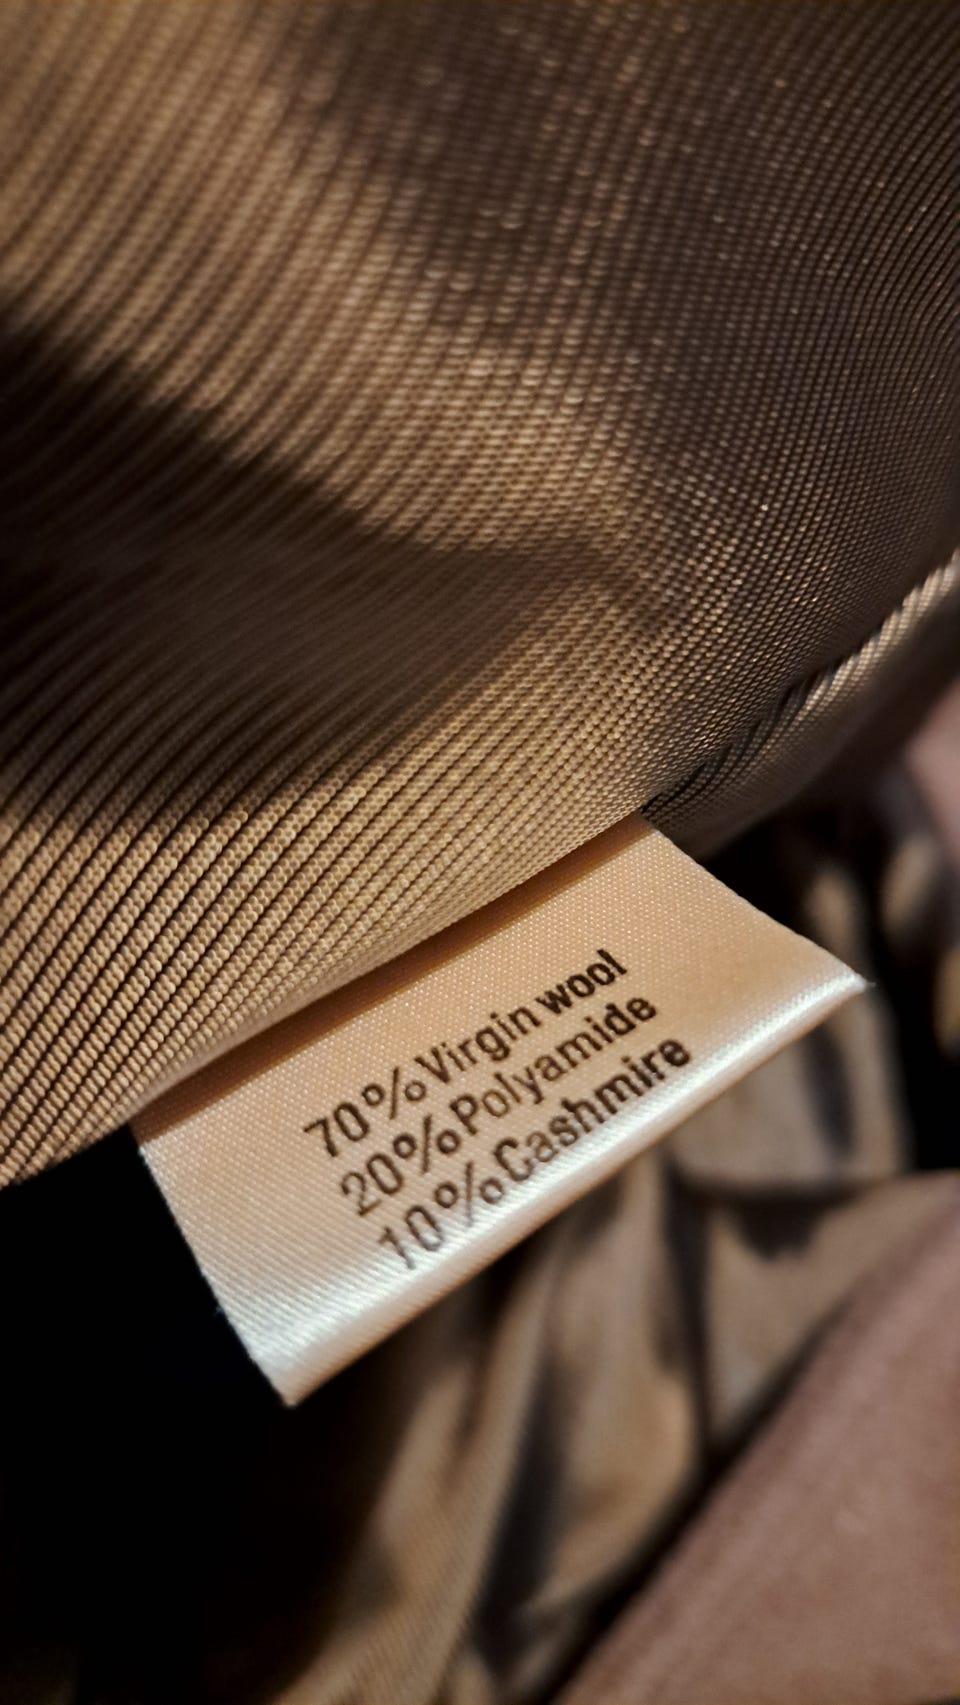 70% Virgin wool
20% Polyamide
10% Cashmire